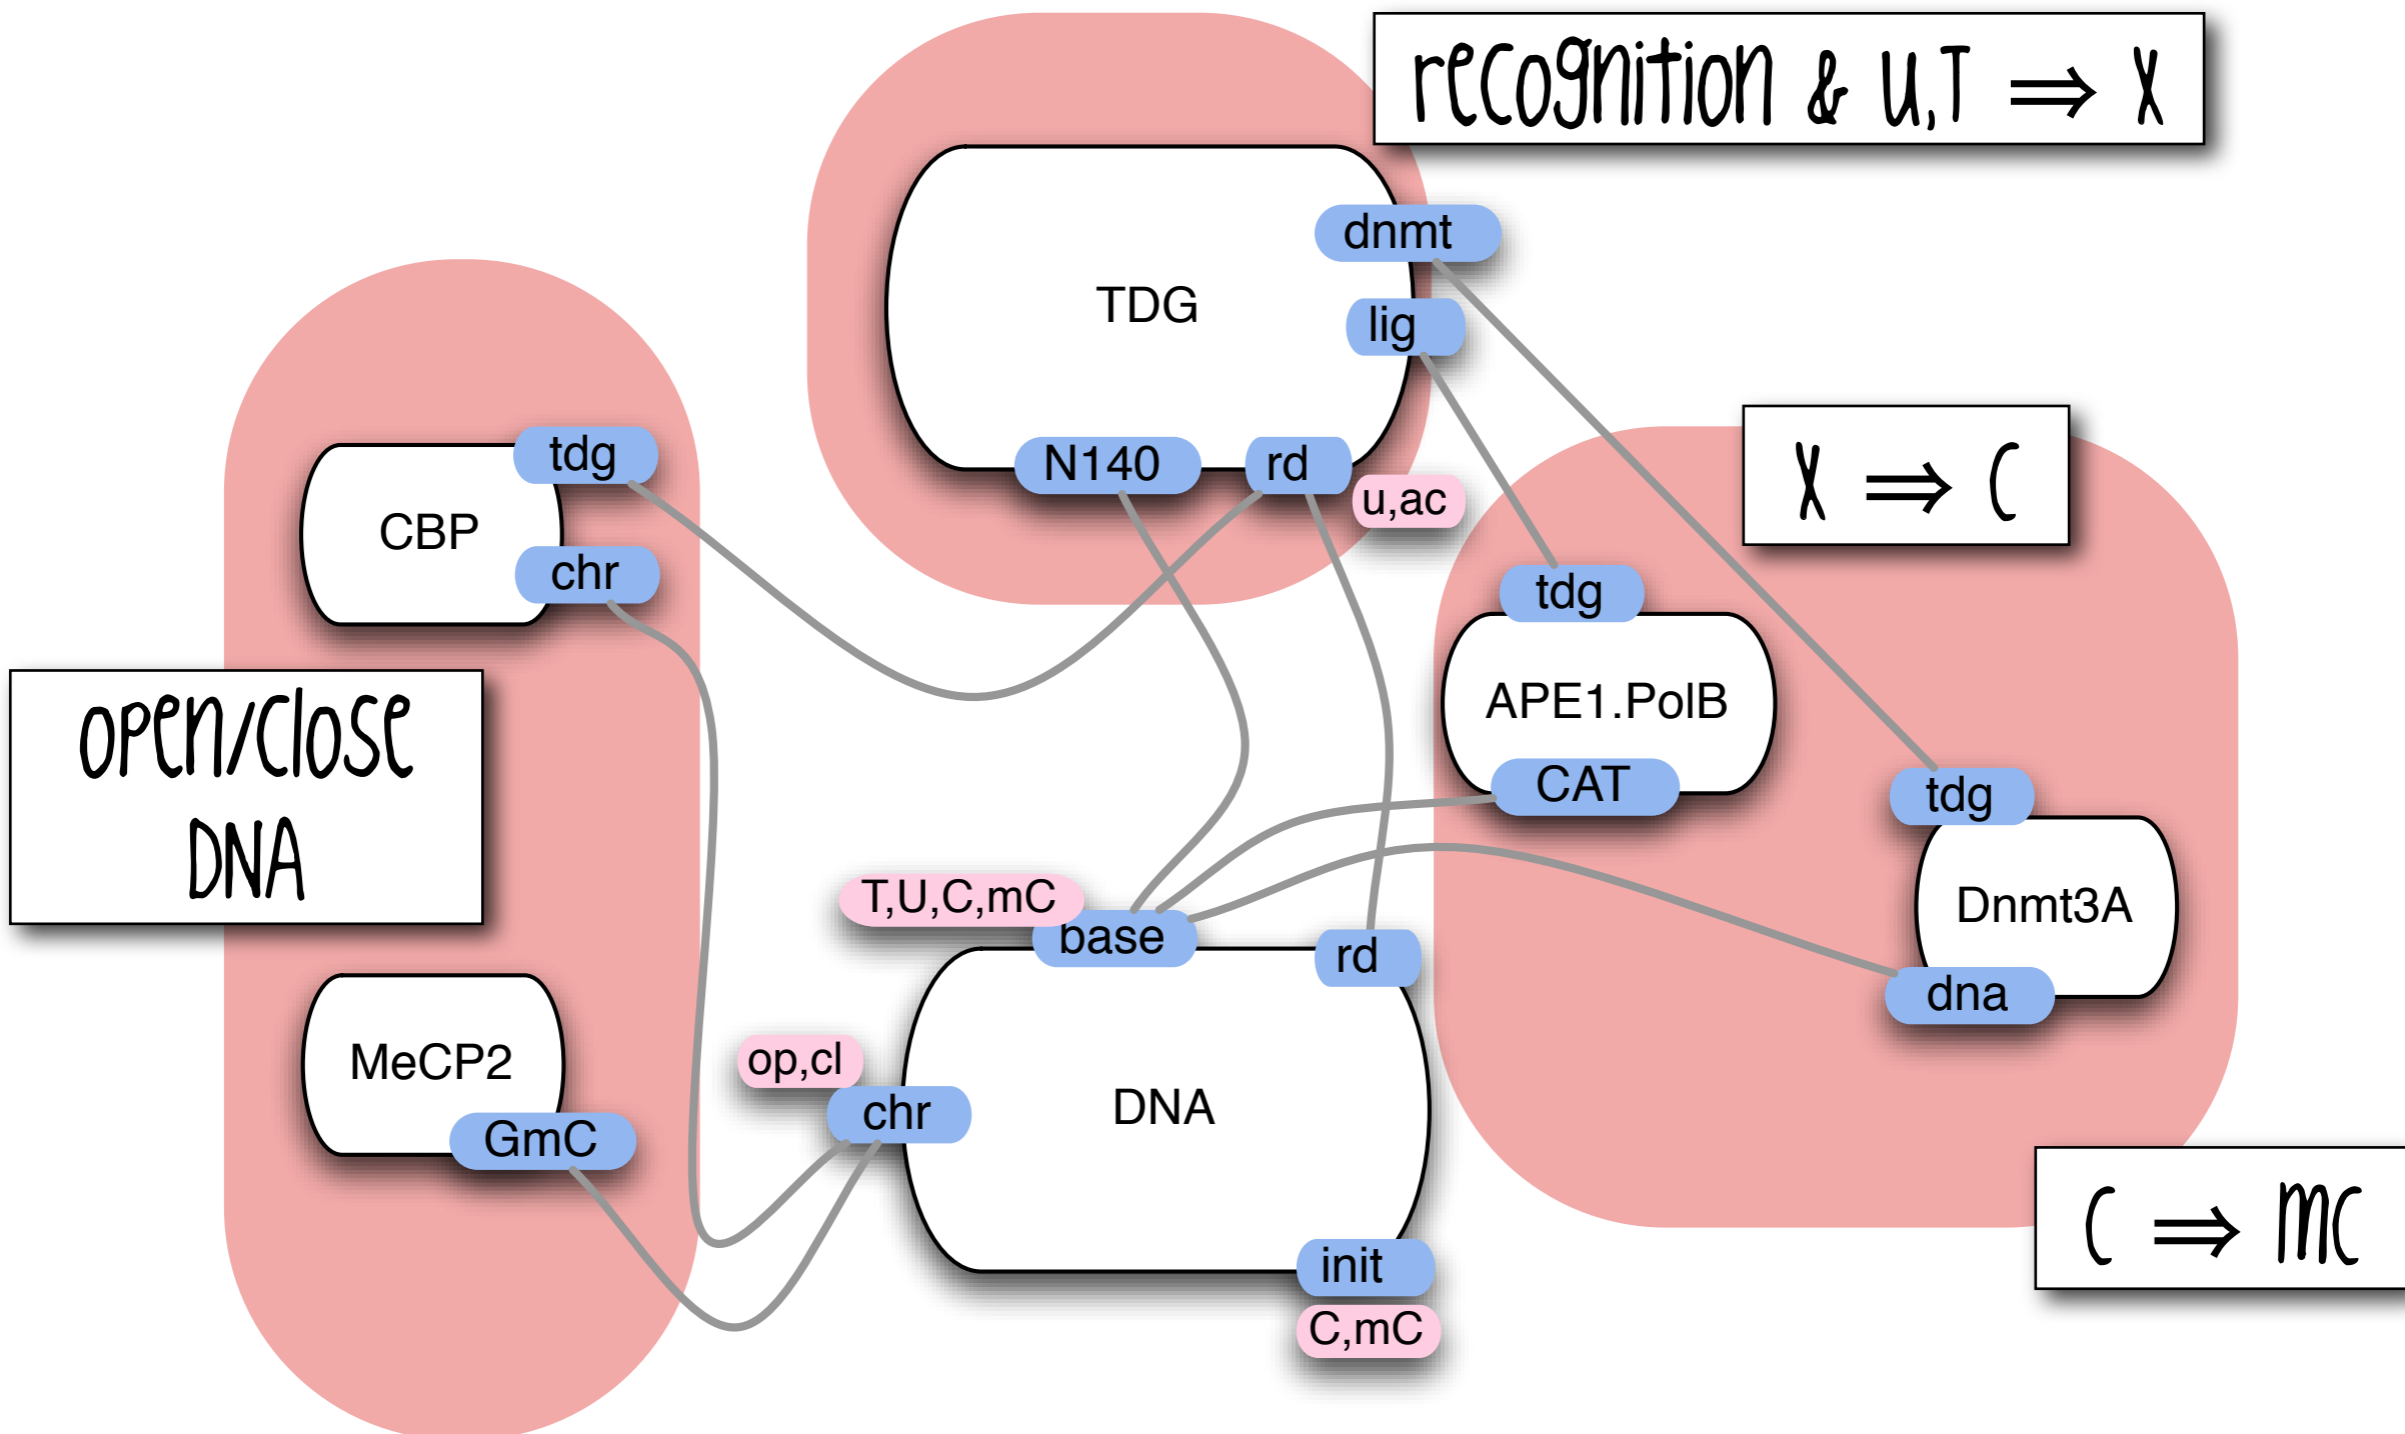 recognition & U,T ⇒ X
dnmt
TDG
lig
N140
rd
u,ac
tdg
CBP
chr
X ⇒ C
tdg
APE1.PolB
CAT
open/close
DNA
tdg
Dnmt3A
dna
T,U,C,mC
base
rd
MeCP2
GmC
op,cl
chr
DNA
init
C,mC
C ⇒ mC